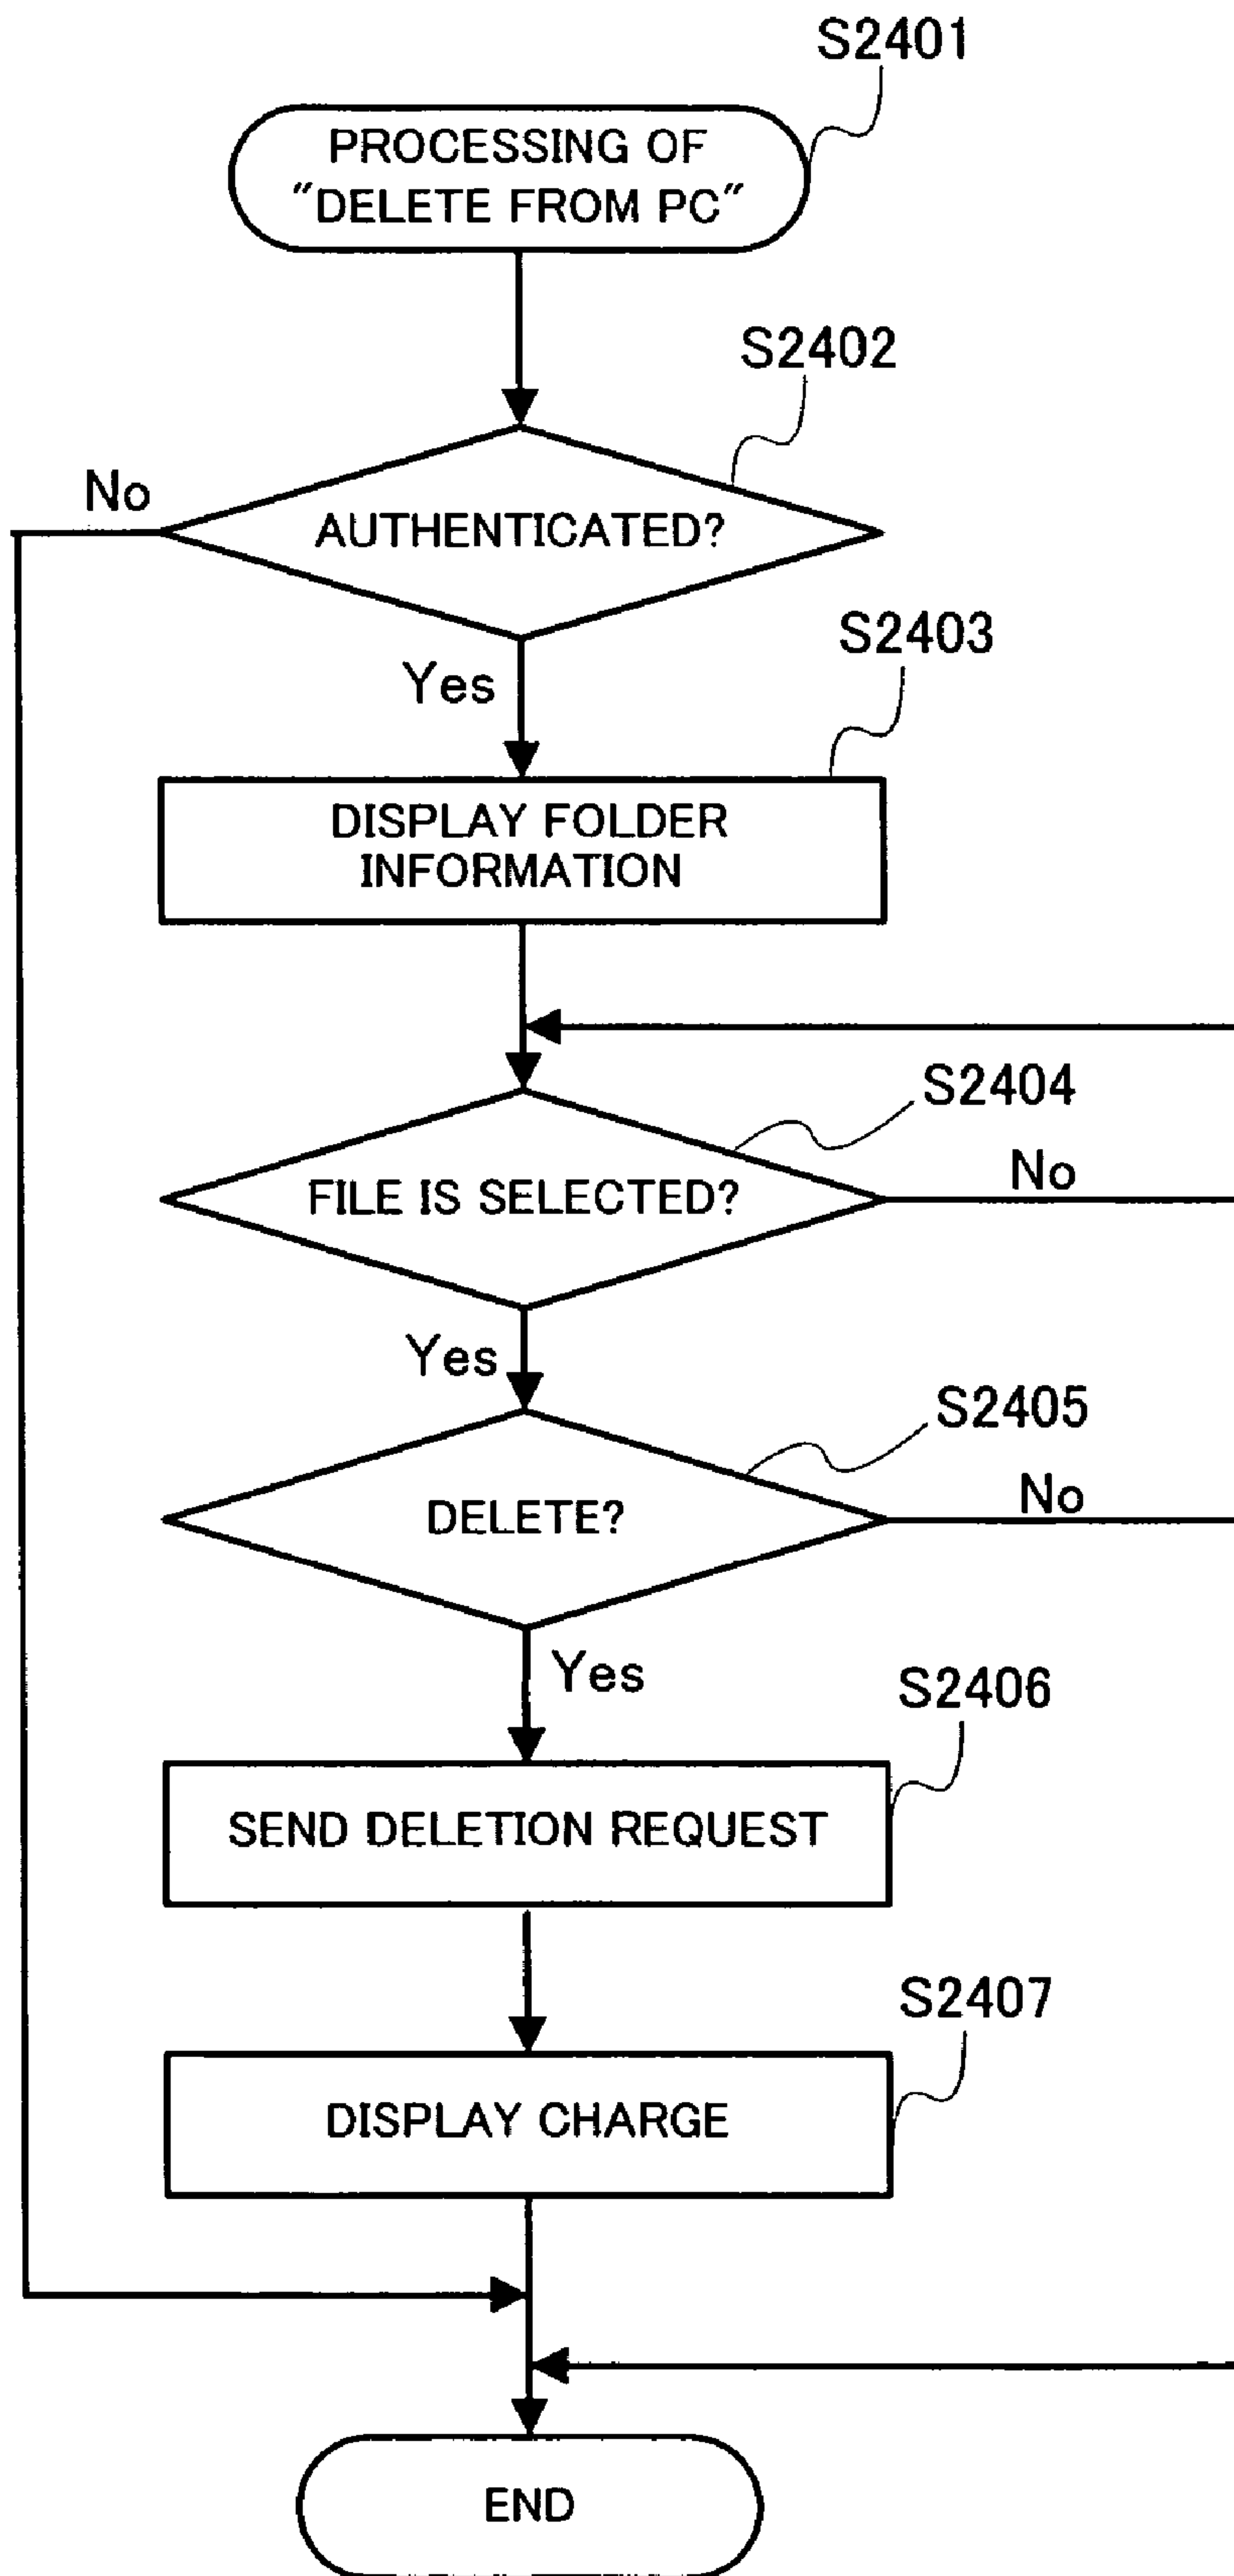 S2401
PROCESSING OF
"DELETE FROM PC"
S2402
No
AUTHENTICATED?
S2403
Yes
DISPLAY FOLDER
INFORMATION
S2404
No
FILE IS SELECTED?
Yes
S2405
No
DELETE?
Yes
S2406
SEND DELETION REQUEST
S2407
DISPLAY CHARGE
END